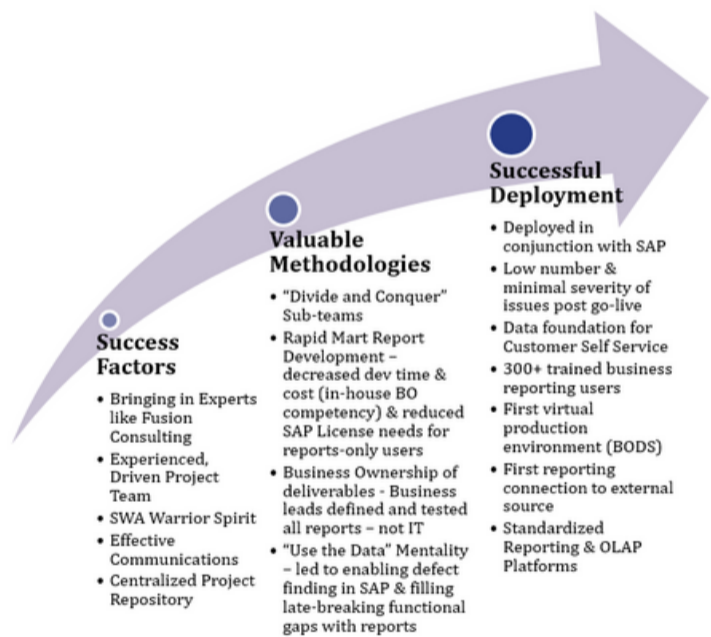 Success
Factors
• Bringing in Experts
like Fusion
Consulting
• Experienced,
Driven Project
Team
• SWA Warrior Spirit
• Effective
Communications
• Centralized Project
Repository
Valuable
Methodologies
• “Divide and Conquer”
Sub-teams
• Rapid Mart Report
Development –
decreased dev time &
cost (in-house BO
competency) & reduced
SAP License needs for
reports-only users
• Business Ownership of
deliverables - Business
leads defined and tested
all reports – not IT
• “Use the Data” Mentality
– led to enabling defect
finding in SAP & filling
late-breaking functional
gaps with reports
Successful
Deployment
• Deployed in
conjunction with SAP
• Low number &
minimal severity of
issues post go-live
• Data foundation for
Customer Self Service
• 300+ trained business
reporting users
• First virtual
production
environment (BODS)
• First reporting
connection to external
source
• Standardized
Reporting & OLAP
Platforms